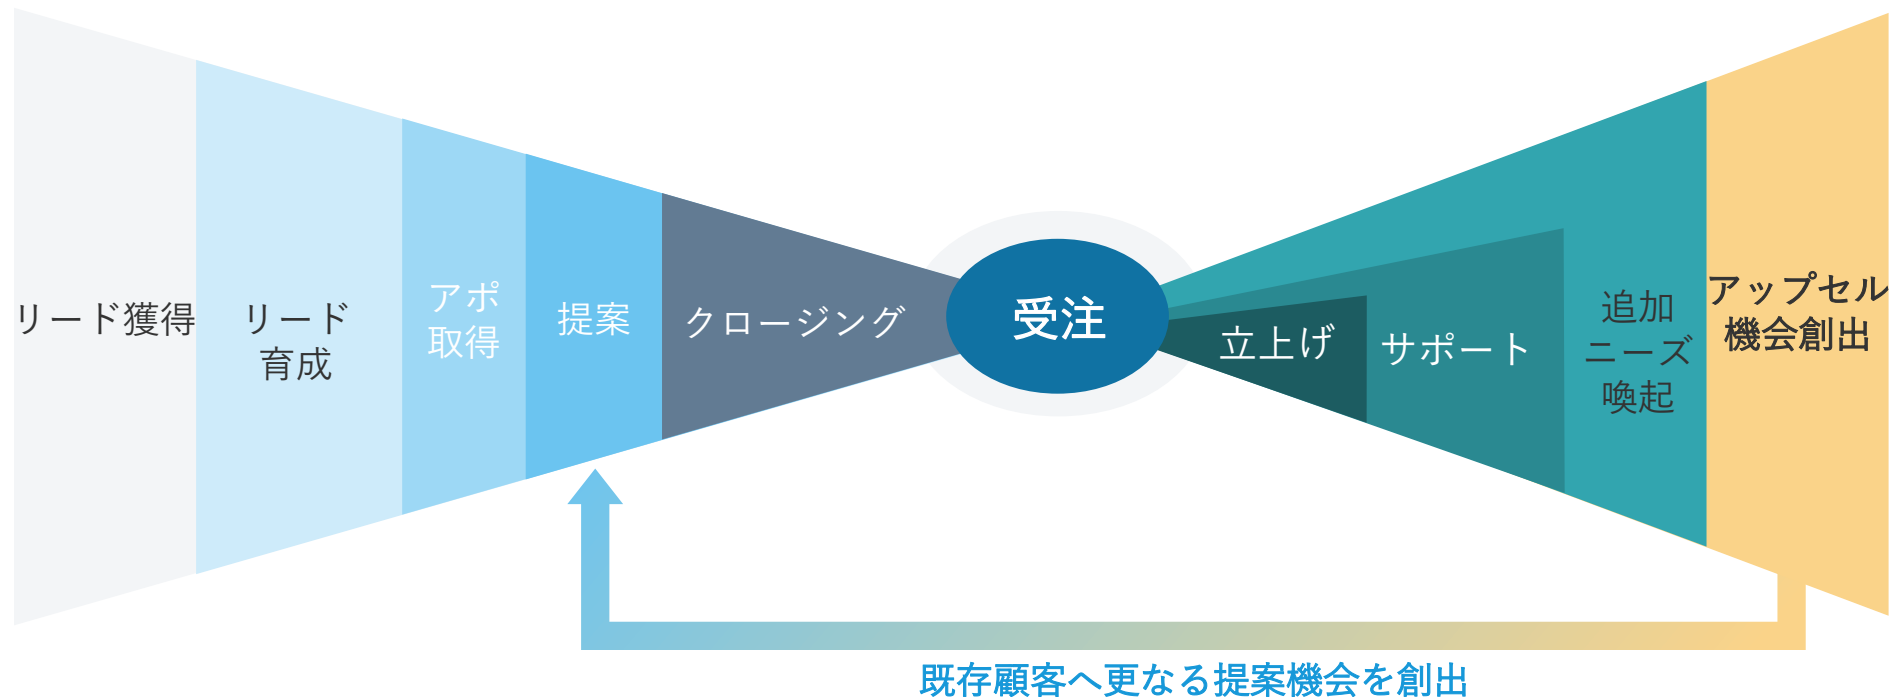 リード獲得
リード
育成
アポ
取得
提案
クロージング
受注
立上げ
サポート
追加
ニーズ
喚起
アップセル
機会創出
既存顧客へ更なる提案機会を創出